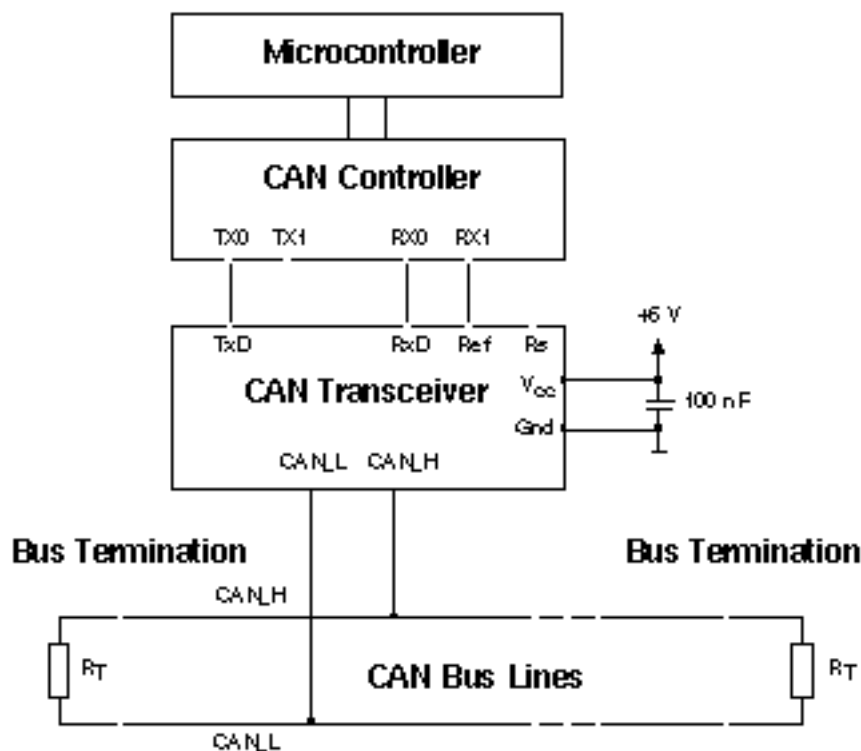 Microcontroller
CAN Controller
TX0 TX1 RX0 RX1
TxD RxD Ref Rs
+5 V
CAN Transceiver
VCC
100 nF
Gnd
CAN_L CAN_H
Bus Termination Bus Termination
CAN_H
RT CAN Bus Lines RT
CAN_L